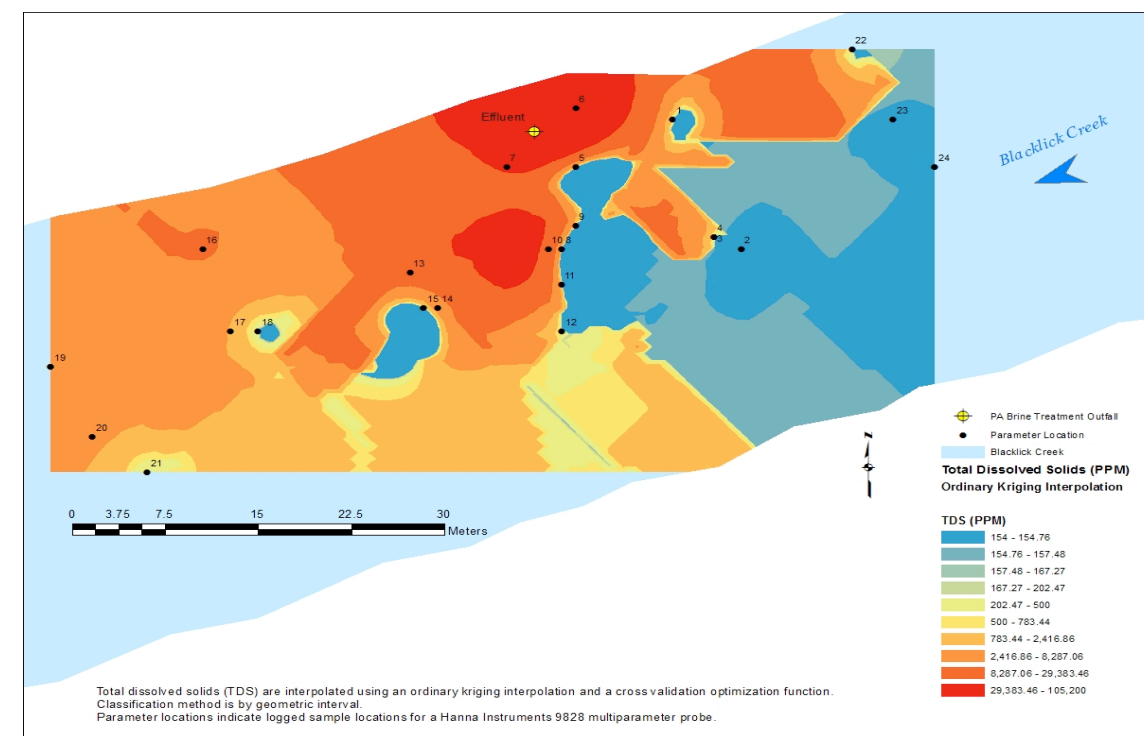 22
6
1
23
Effluent
Blacklick Creek
7
5
24
9
4
3
2
16
10
8
13
11
15
14
17
18
12
19
20
21
PA Brine Treatment Outfall
Parameter Location
Blacklick Creek
N
Total Dissolved Solids (PPM)
Ordinary Kriging Interpolation
0 3.75 7.5 15 22.5 30
Meters
TDS (PPM)
154 - 154.76
154.76 - 157.48
157.48 - 167.27
167.27 - 202.47
202.47 - 500
500 - 783.44
783.44 - 2,416.86
2,416.86 - 8,287.06
8,287.06 - 29,383.46
29,383.46 - 105,200
Total dissolved solids (TDS) are interpolated using an ordinary kriging interpolation and a cross validation optimization function.
Classification method is by geometric interval.
Parameter locations indicate logged sample locations for a Hanna Instruments 9828 multiparameter probe.